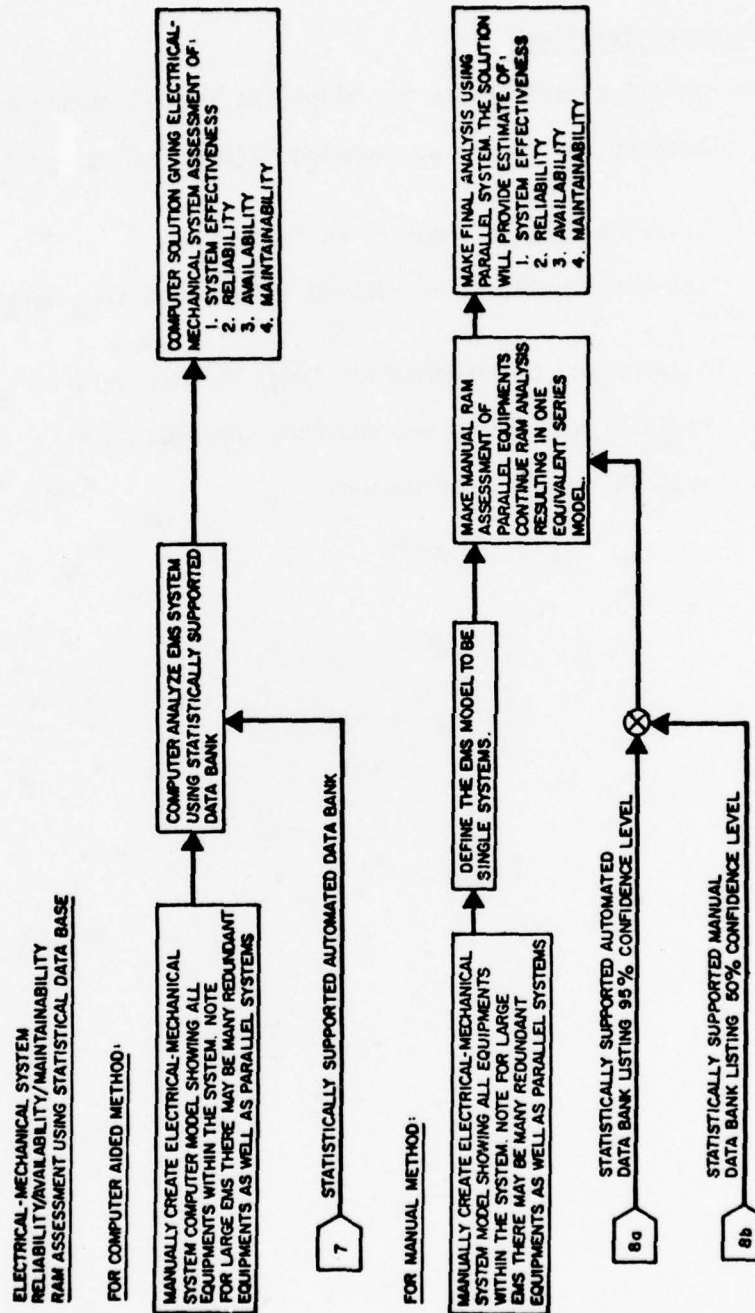 ELECTRICAL-MECHANICAL SYSTEM
RELIABILITY/AVAILABILITY/MAINTAINABILITY
RAM ASSESSMENT USING STATISTICAL DATA BASE
FOR COMPUTER AIDED METHOD:
MANUALLY CREATE ELECTRICAL-MECHANICAL
SYSTEM COMPUTER MODEL SHOWING ALL
EQUIPMENTS WITHIN THE SYSTEM. NOTE
FOR LARGE EMS THERE MAY BE MANY REDUNDANT
EQUIPMENTS AS WELL AS PARALLEL SYSTEMS
COMPUTER ANALYZE EMS SYSTEM
USING STATISTICALLY SUPPORTED
DATA BANK
COMPUTER SOLUTION GIVING ELECTRICAL-
MECHANICAL SYSTEM ASSESSMENT OF:
1. SYSTEM EFFECTIVENESS
2. RELIABILITY
3. AVAILABILITY
4. MAINTAINABILITY
7
STATISTICALLY SUPPORTED AUTOMATED DATA BANK
FOR MANUAL METHOD:
MANUALLY CREATE ELECTRICAL-MECHANICAL
SYSTEM MODEL SHOWING ALL EQUIPMENTS
WITHIN THE SYSTEM. NOTE FOR LARGE
EMS THERE MAY BE MANY REDUNDANT
EQUIPMENTS AS WELL AS PARALLEL SYSTEMS
DEFINE THE EMS MODEL TO BE
SINGLE SYSTEMS.
MAKE MANUAL RAM
ASSESSMENT OF
PARALLEL EQUIPMENTS
CONTINUE RAM ANALYSIS
RESULTING IN ONE
EQUIVALENT SERIES
MODEL.
MAKE FINAL ANALYSIS USING
PARALLEL SYSTEM. THE SOLUTION
WILL PROVIDE ESTIMATE OF:
1. SYSTEM EFFECTIVENESS
2. RELIABILITY
3. AVAILABILITY
4. MAINTAINABILITY
8a
STATISTICALLY SUPPORTED AUTOMATED
DATA BANK LISTING 95% CONFIDENCE LEVEL
8b
STATISTICALLY SUPPORTED MANUAL
DATA BANK LISTING 50% CONFIDENCE LEVEL